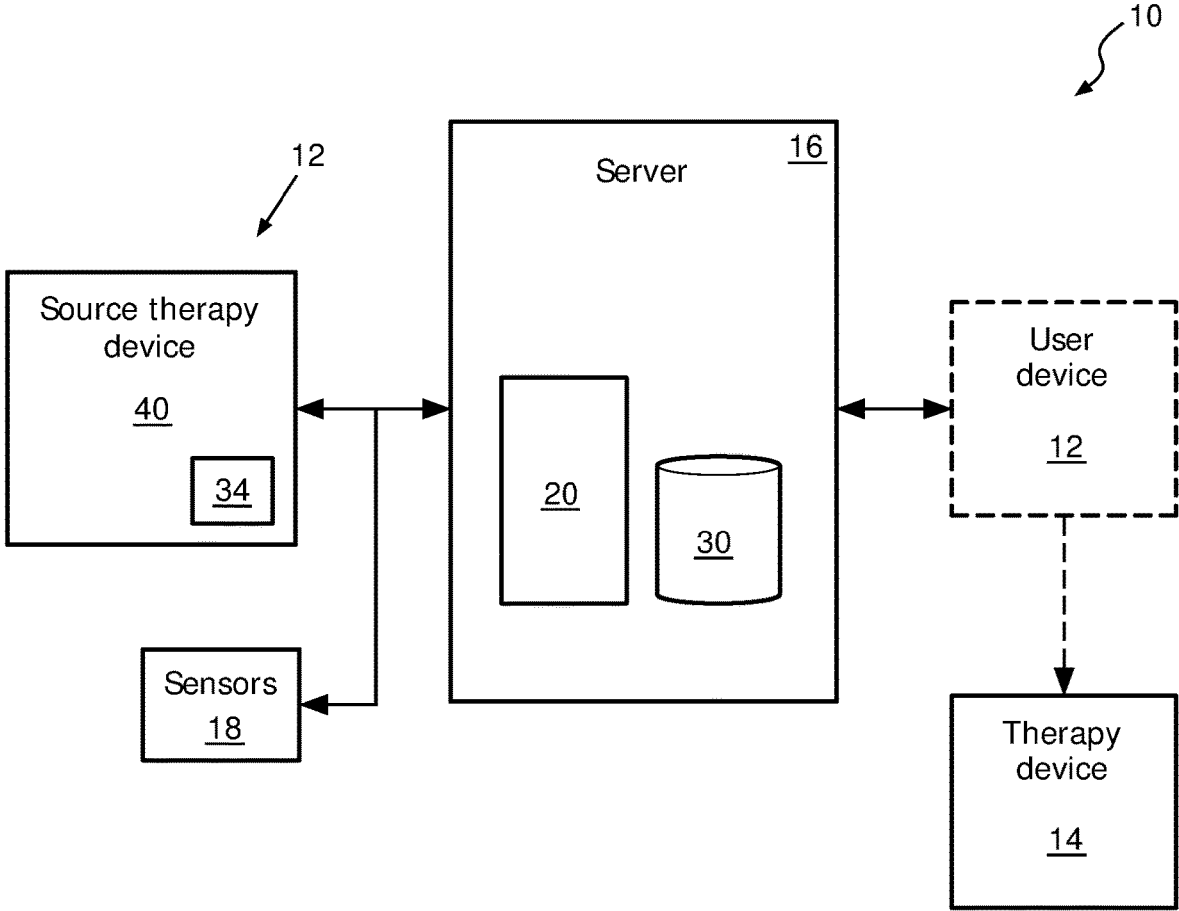 10
12
16
Server
Source therapy
device
40
34
20
30
User
device
12
Sensors
18
Therapy
device
14